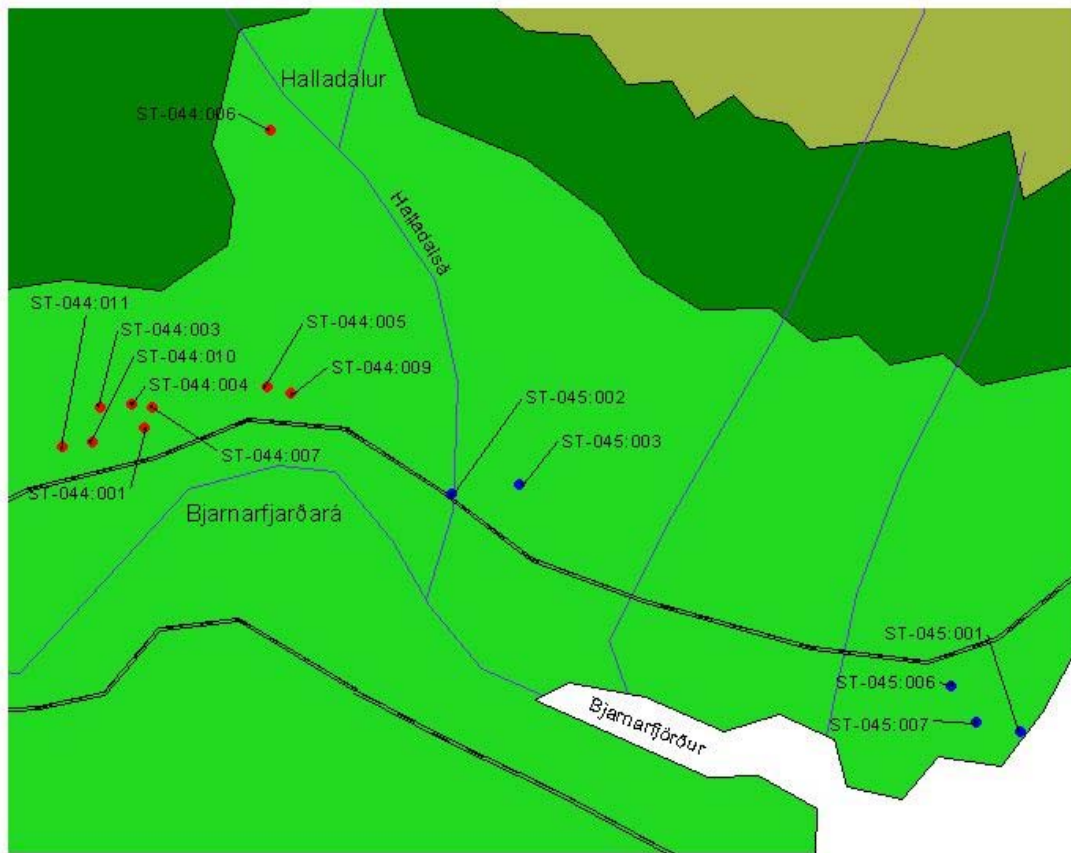 Halladalur
ST-044:006
Halladalsá
ST-044:011
ST-044:003
ST-044:010
ST-044:004
ST-044:005
ST-044:009
ST-045:002
ST-045:003
ST-044:007
ST-044:001
Bjarnarfjarðará
ST-045:001
ST-045:006
ST-045:007
Bjarnarfjörður